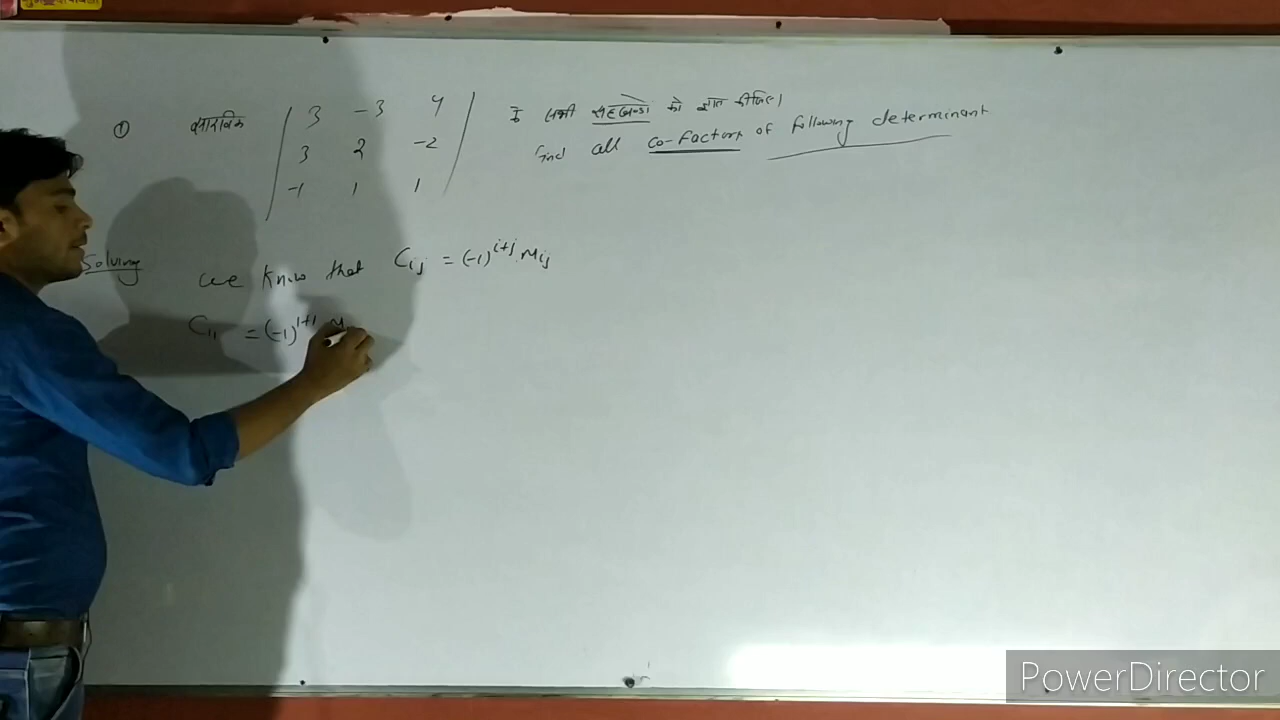 ① सारणिक | 3 -3 4 | के सभी सहखण्ड को ज्ञात कीजिए।
| 3 2 -2 | find all co-factors of following determinant
| -1 1 1 |
Solving we know that Cij = (-1)^i+j Mij
C11 = (-1)^1+1 M
PowerDirector